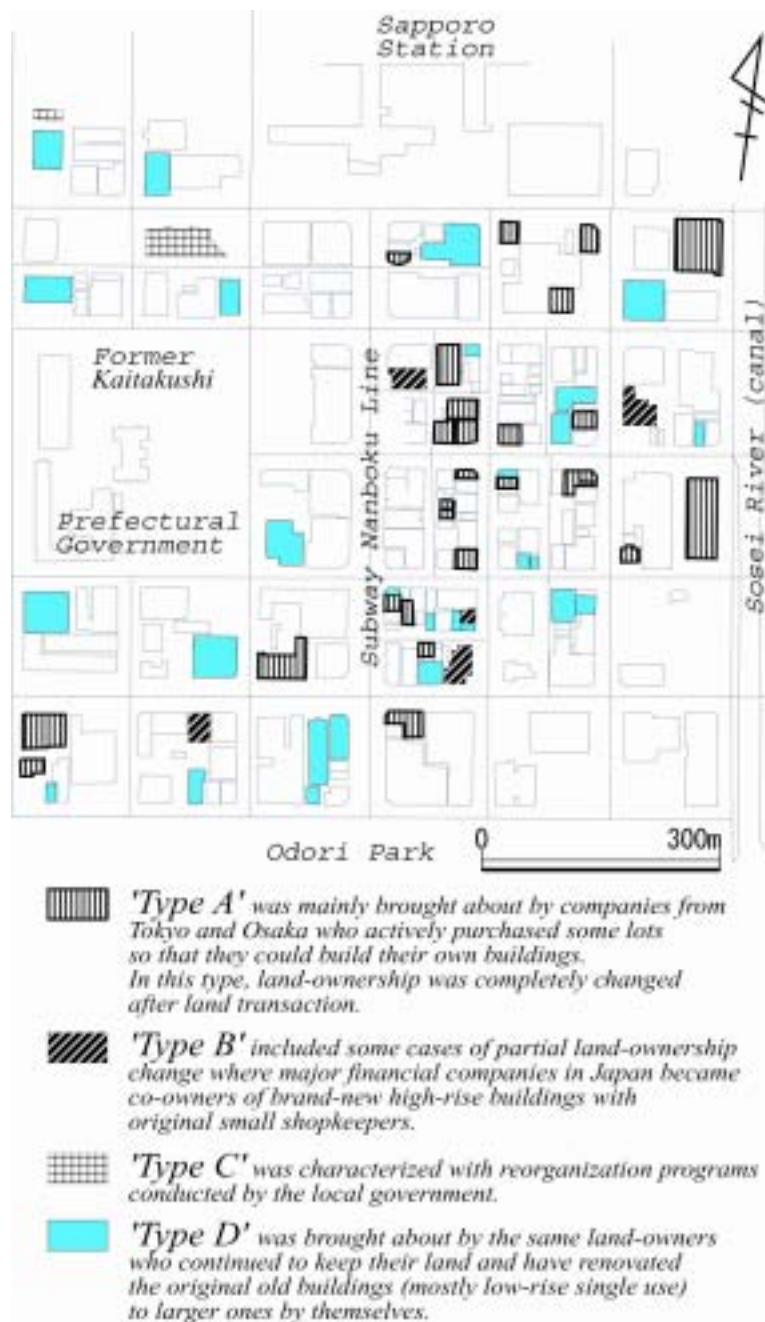 Sapporo
Station
Former
Kaitakushi
Prefectural
Government
Subway Nanboku Line
Sosei River (canal)
Odori Park
0 300m
'Type A' was mainly brought about by companies from
Tokyo and Osaka who actively purchased some lots
so that they could build their own buildings.
In this type, land-ownership was completely changed
after land transaction.
'Type B' included some cases of partial land-ownership
change where major financial companies in Japan became
co-owners of brand-new high-rise buildings with
original small shopkeepers.
'Type C' was characterized with reorganization programs
conducted by the local government.
'Type D' was brought about by the same land-owners
who continued to keep their land and have renovated
the original old buildings (mostly low-rise single use)
to larger ones by themselves.